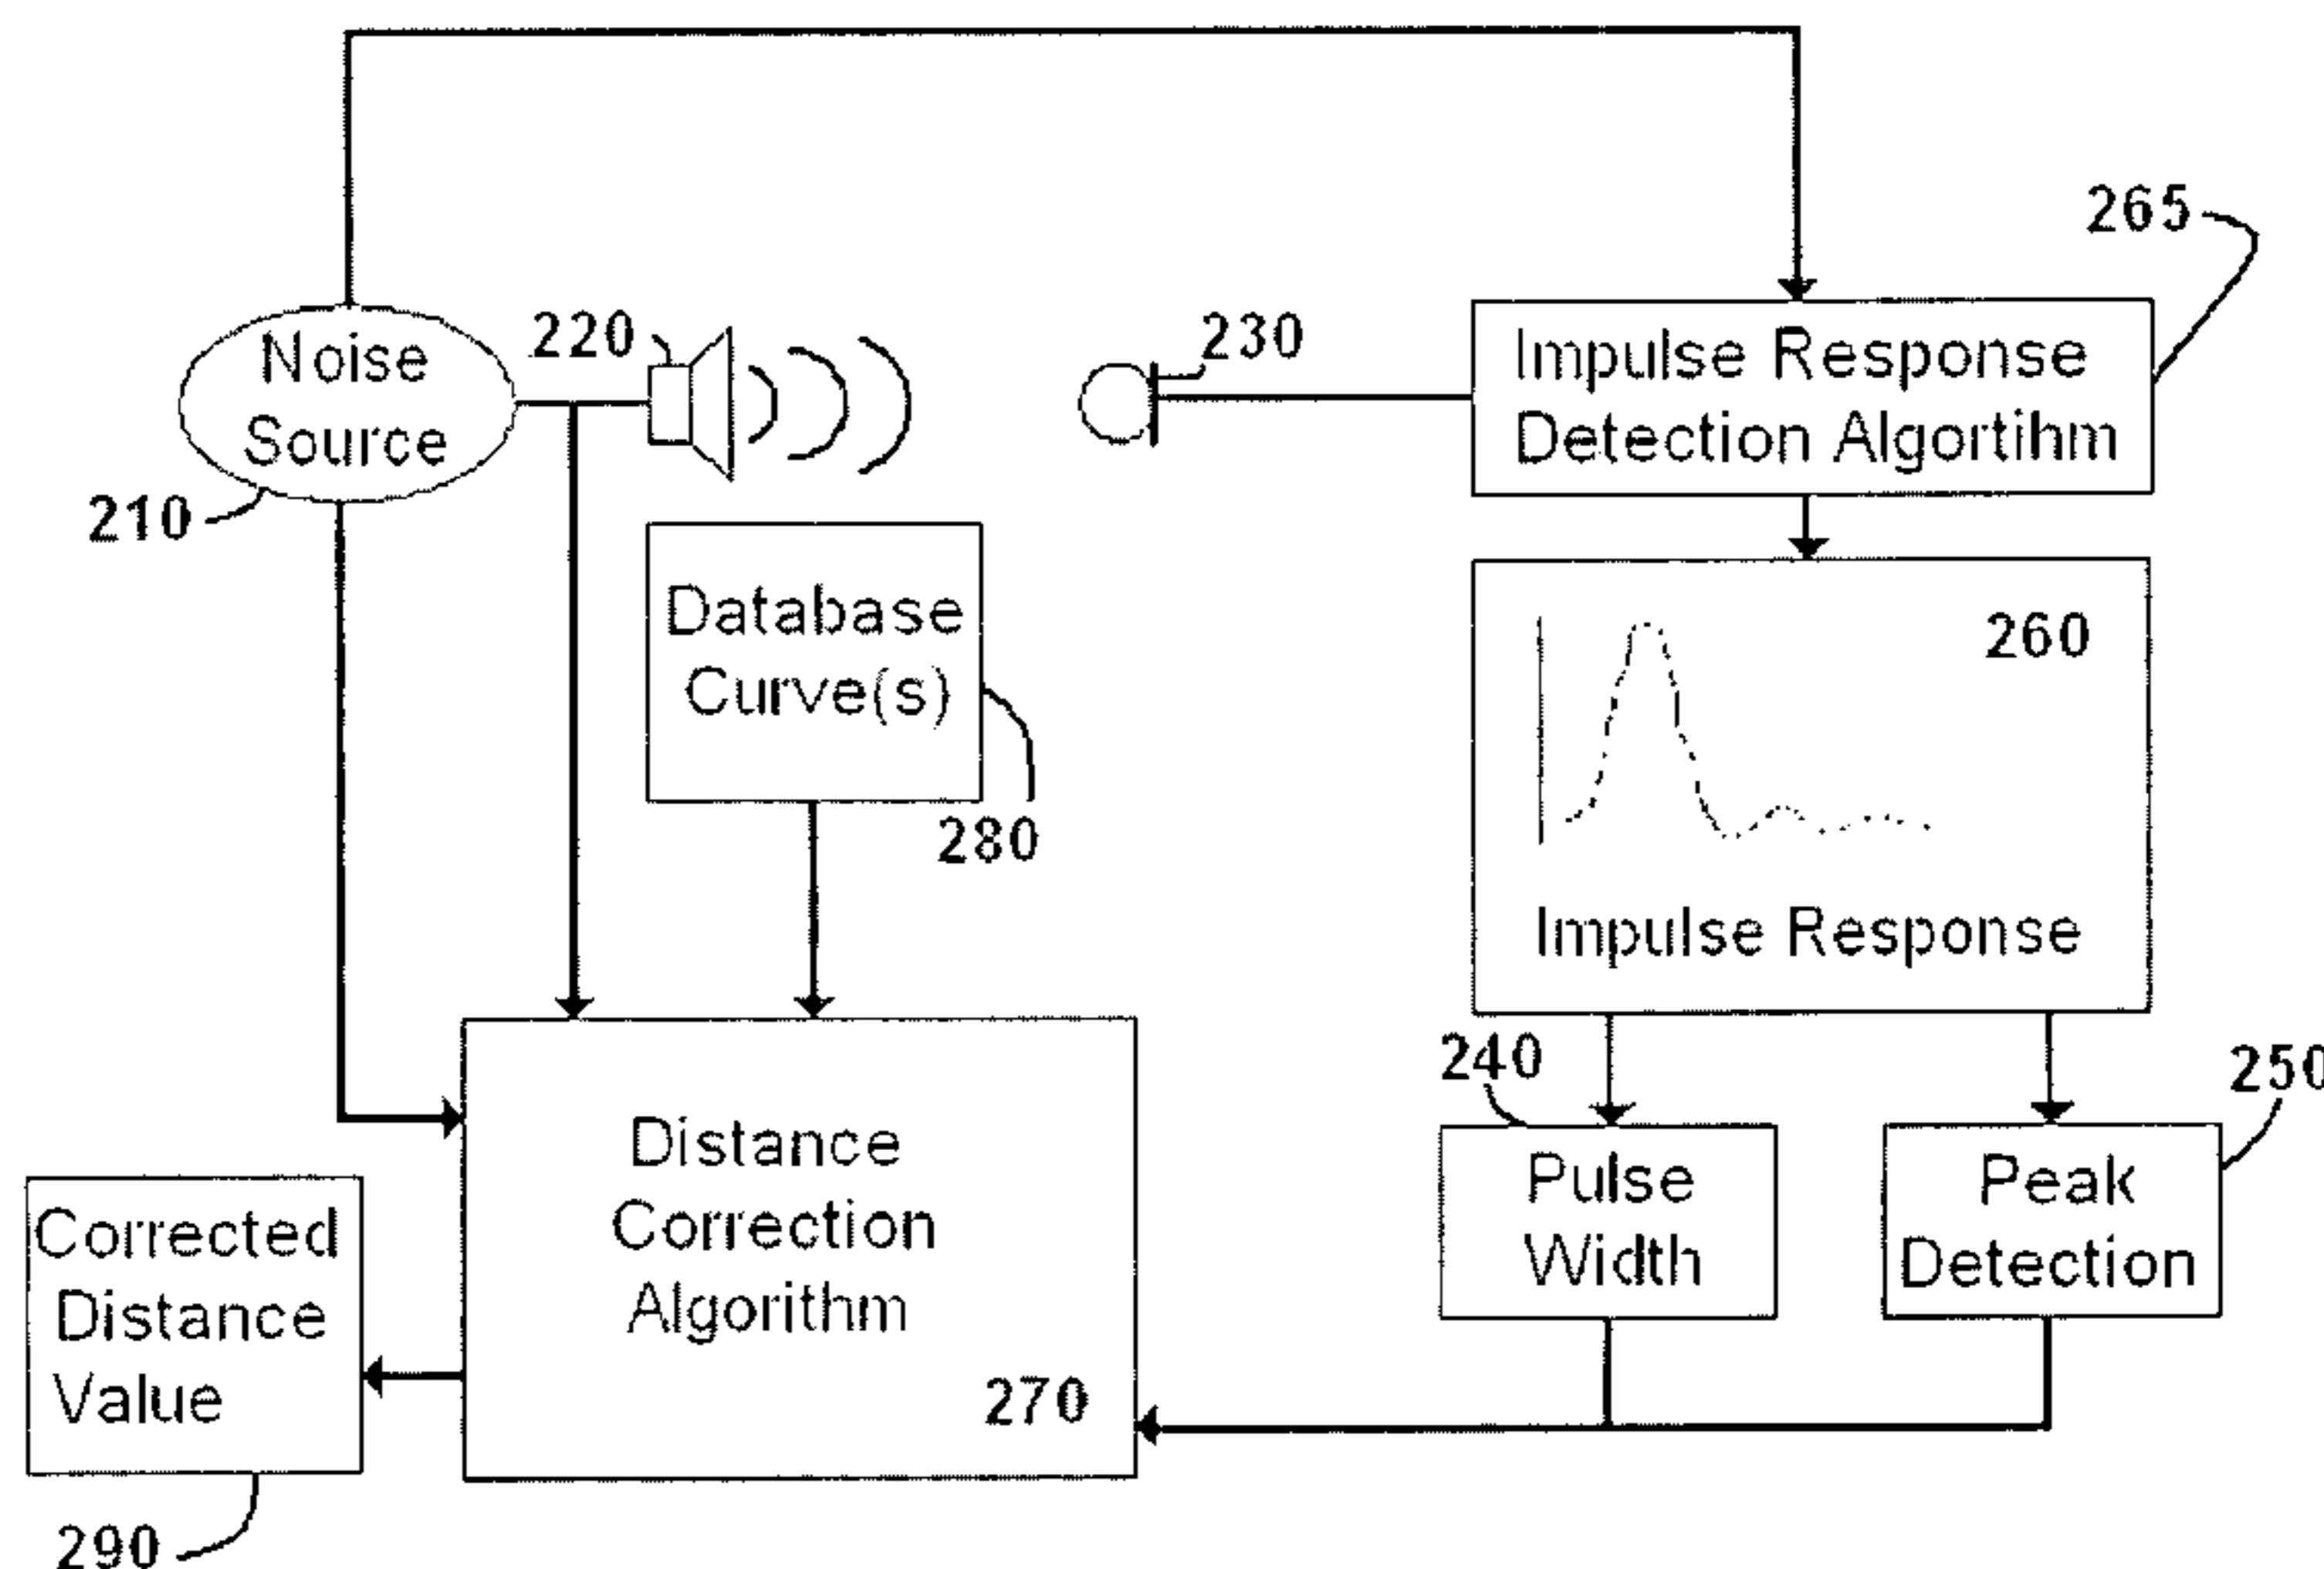 265
Noise
Source
210
220
230
Impulse Response
Detection Algortihm
Database
Curve(s)
280
260
Impulse Response
240
250
Pulse
Width
Peak
Detection
Distance
Correction
Algorithm
270
Corrected
Distance
Value
290